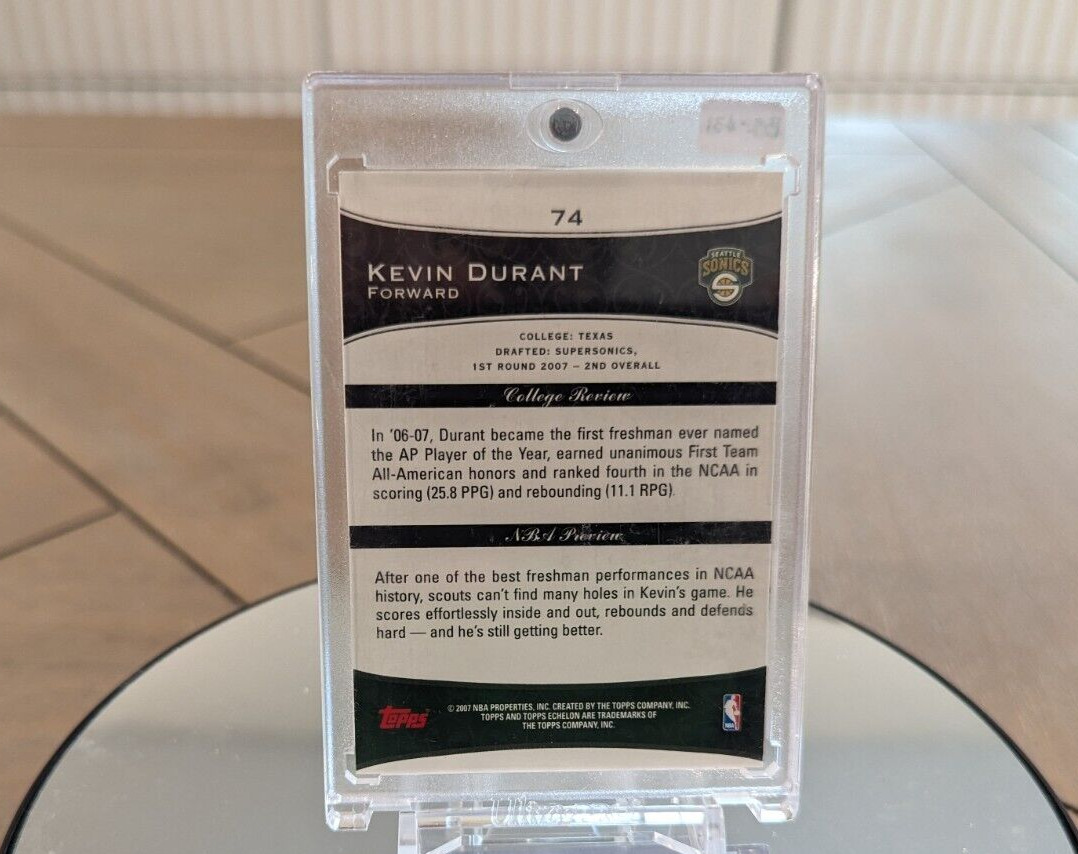 74
KEVIN DURANT
FORWARD
SEATTLE
SONICS
COLLEGE: TEXAS
DRAFTED: SUPERSONICS,
1ST ROUND 2007 – 2ND OVERALL
College Review
In '06-07, Durant became the first freshman ever named
the AP Player of the Year, earned unanimous First Team
All-American honors and ranked fourth in the NCAA in
scoring (25.8 PPG) and rebounding (11.1 RPG).
NBA Preview
After one of the best freshman performances in NCAA
history, scouts can't find many holes in Kevin's game. He
scores effortlessly inside and out, rebounds and defends
hard — and he's still getting better.
topps
© 2007 NBA PROPERTIES, INC. CREATED BY THE TOPPS COMPANY, INC.
TOPPS AND TOPPS ECHELON ARE TRADEMARKS OF
THE TOPPS COMPANY, INC.
NBA